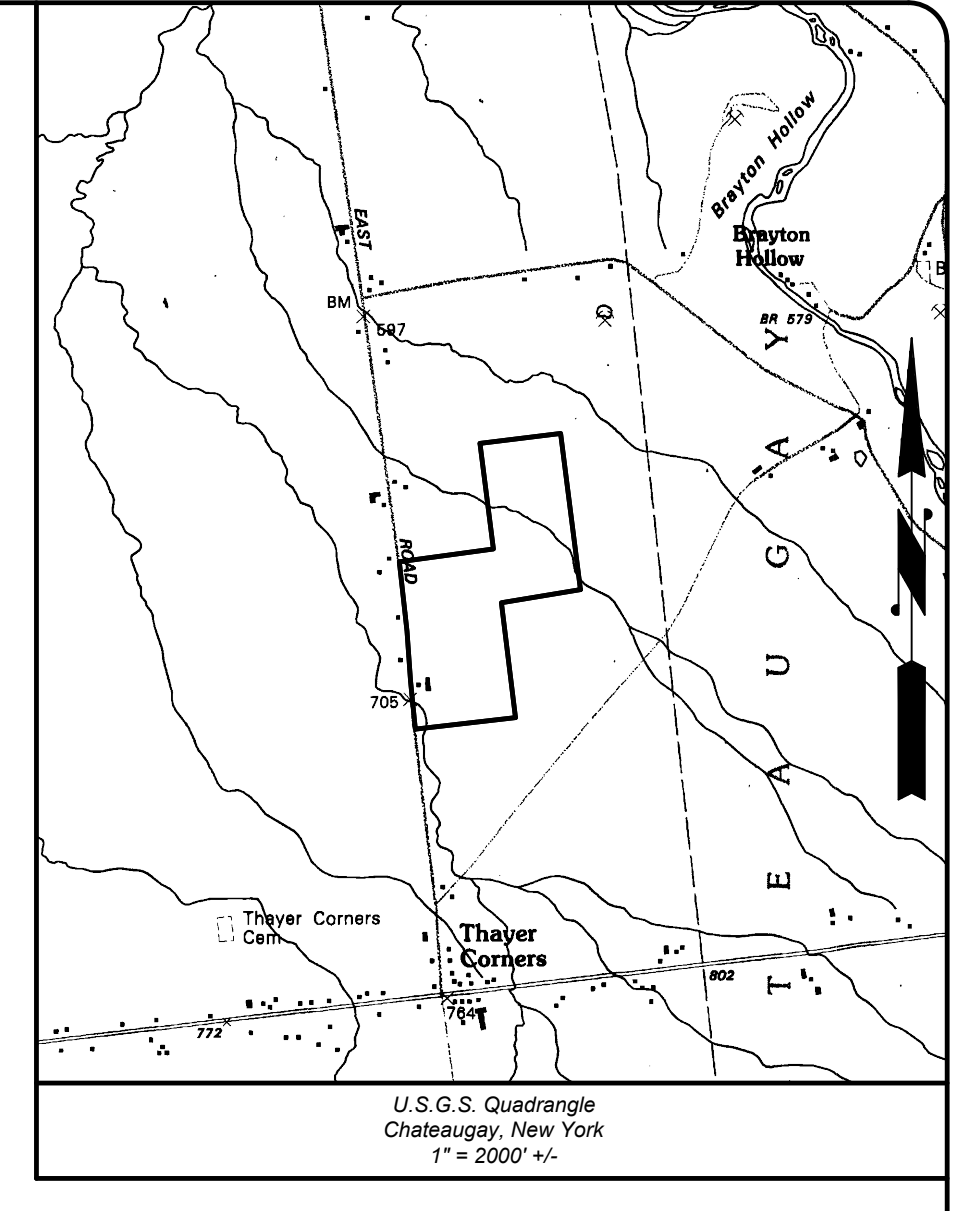 Brayton Hollow
EAST
Brayton
Hollow
B
BM
597
BR 579
Y
A
ROAD
G
U
705
A
E
Thayer Corners
Cem
Thayer
Corners
802
T
764
772
U.S.G.S. Quadrangle
Chateaugay, New York
1" = 2000' +/-